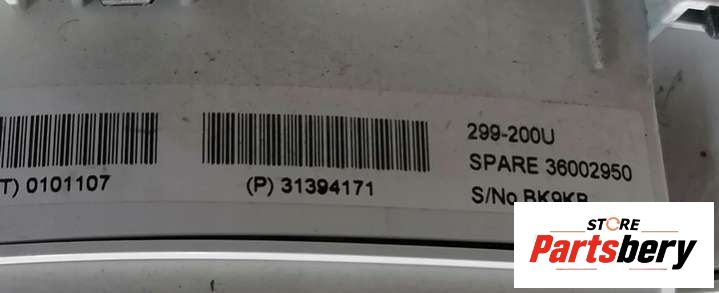 299-200U
SPARE 36002950
T) 0101107
(P) 31394171
S/No BK9KB
STORE
Partsbery